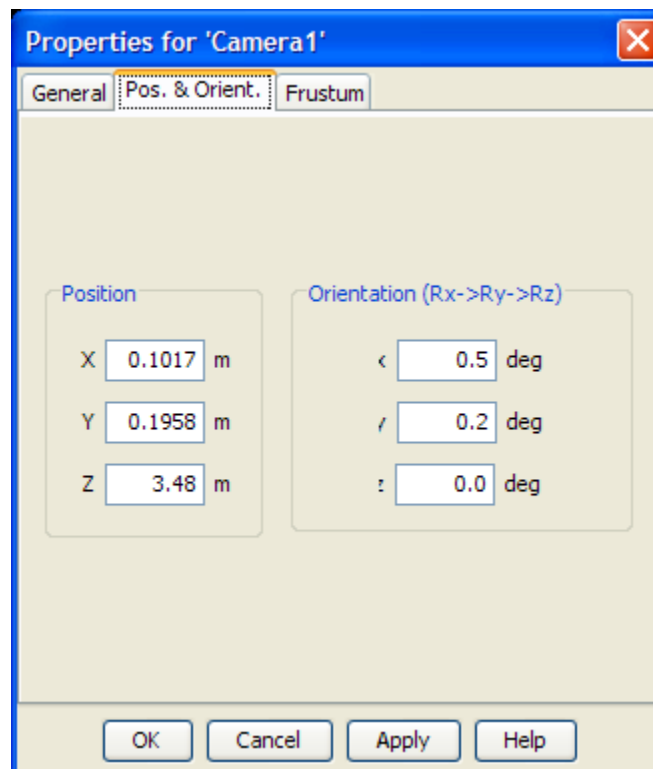 Properties for 'Camera1'
General Pos. & Orient. Frustum
Position Orientation (Rx->Ry->Rz)
X 0.1017 m 0.5 deg
Y 0.1958 m 0.2 deg
Z 3.48 m 0.0 deg
OK Cancel Apply Help